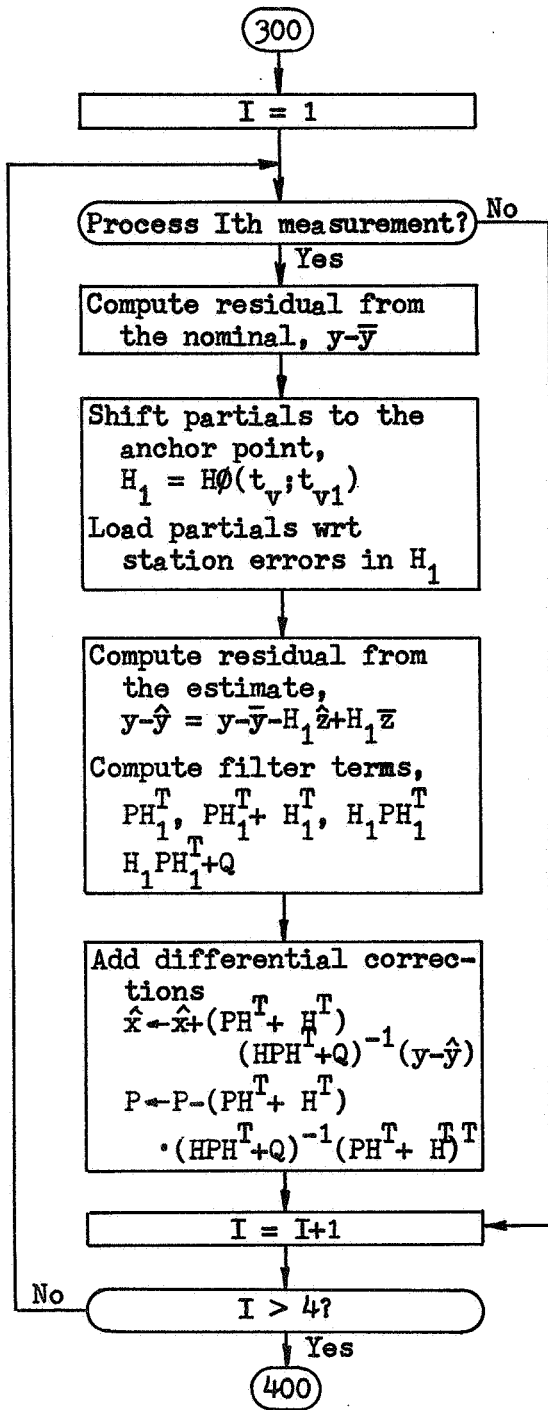 300
I = 1
Process Ith measurement?
No
Yes
Compute residual from
the nominal, y-y̅
Shift partials to the
anchor point,
H₁ = HØ(t_v;t_v1)
Load partials wrt
station errors in H₁
Compute residual from
the estimate,
y-ŷ = y-y̅-H₁ẑ+H₁z̅
Compute filter terms,
PH₁ᵀ, PH₁ᵀ+ H₁ᵀ, H₁PH₁ᵀ
H₁PH₁ᵀ+Q
Add differential correc-
tions
x̂←x̂+(PHᵀ+ Hᵀ)
(HPHᵀ+Q)⁻¹(y-ŷ)
P←P-(PHᵀ+ Hᵀ)
·(HPHᵀ+Q)⁻¹(PHᵀ+ Hᵀ)ᵀ
I = I+1
No
I > 4?
Yes
400